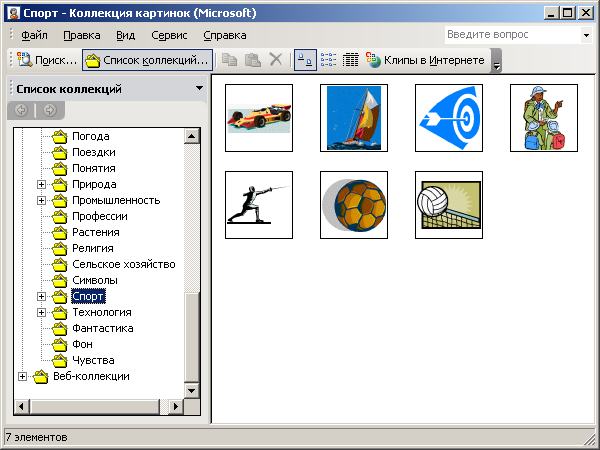 Спорт - Коллекция картинок (Microsoft)
Файл Правка Вид Сервис Справка Введите вопрос
Поиск... Список коллекций... Клипы в Интернете
Список коллекций
Погода
Поездки
Понятия
Природа
Промышленность
Профессии
Растения
Религия
Сельское хозяйство
Символы
Спорт
Технология
Фантастика
Фон
Чувства
Веб-коллекции
7 элементов